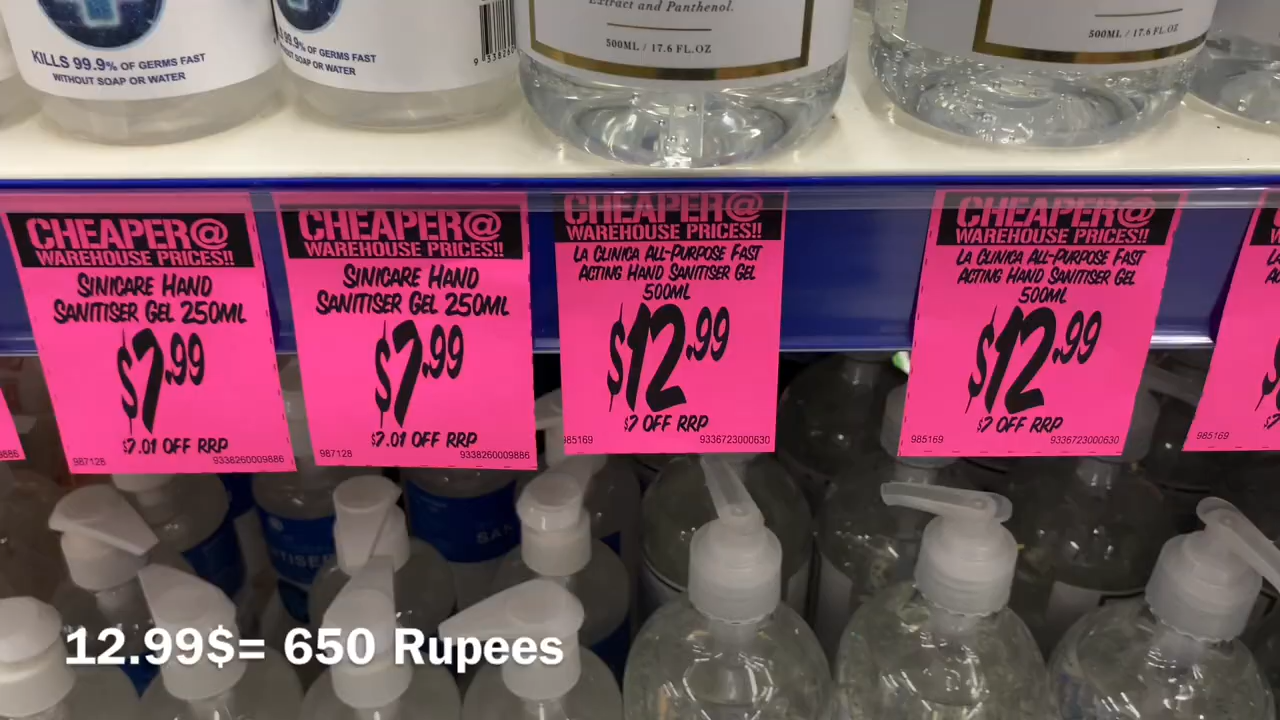 KILLS 99.9% OF GERMS FAST
WITHOUT SOAP OR WATER
99.9% OF GERMS FAST
WITHOUT SOAP OR WATER
Extract and Panthenol.
500ML / 17.6 FL.OZ
500ML / 17.6 FL.OZ
CHEAPER@
WAREHOUSE PRICES!!
SINICARE HAND
SANITISER GEL 250ML
$7.99
$7.01 OFF RRP
987128 9338260009886
CHEAPER@
WAREHOUSE PRICES!!
SINICARE HAND
SANITISER GEL 250ML
$7.99
$7.01 OFF RRP
987128 9338260009886
CHEAPER@
WAREHOUSE PRICES!!
LA CLINICA ALL-PURPOSE FAST
ACTING HAND SANITISER GEL
500ML
$12.99
$7 OFF RRP
985169 9336723000630
CHEAPER@
WAREHOUSE PRICES!!
LA CLINICA ALL-PURPOSE FAST
ACTING HAND SANITISER GEL
500ML
$12.99
$7 OFF RRP
985169 9336723000630
985169
12.99$= 650 Rupees